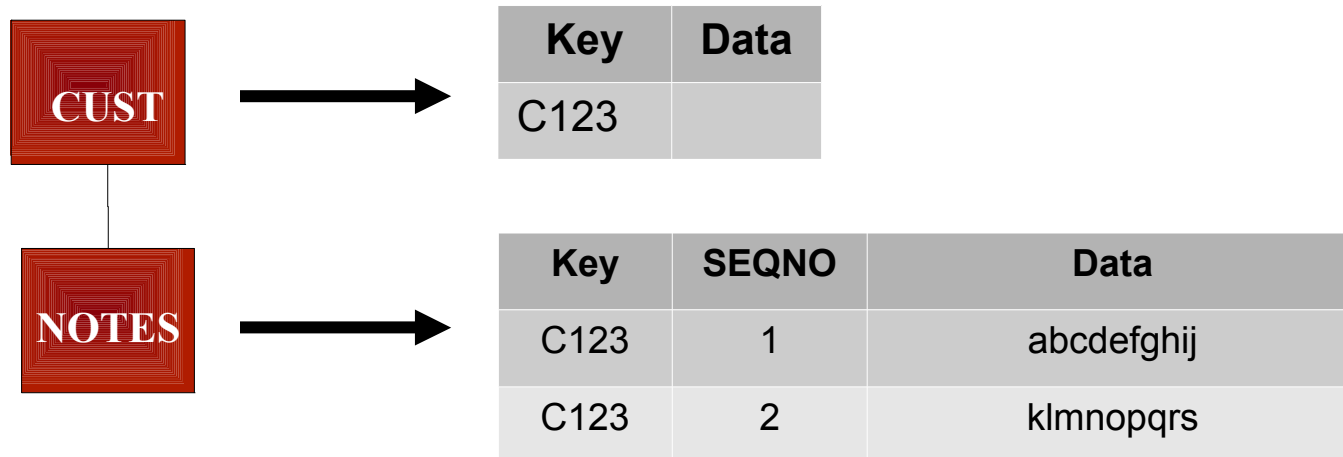 CUST
Key Data
C123
NOTES
Key SEQNO Data
C123 1 abcdefghij
C123 2 klmnopqrs